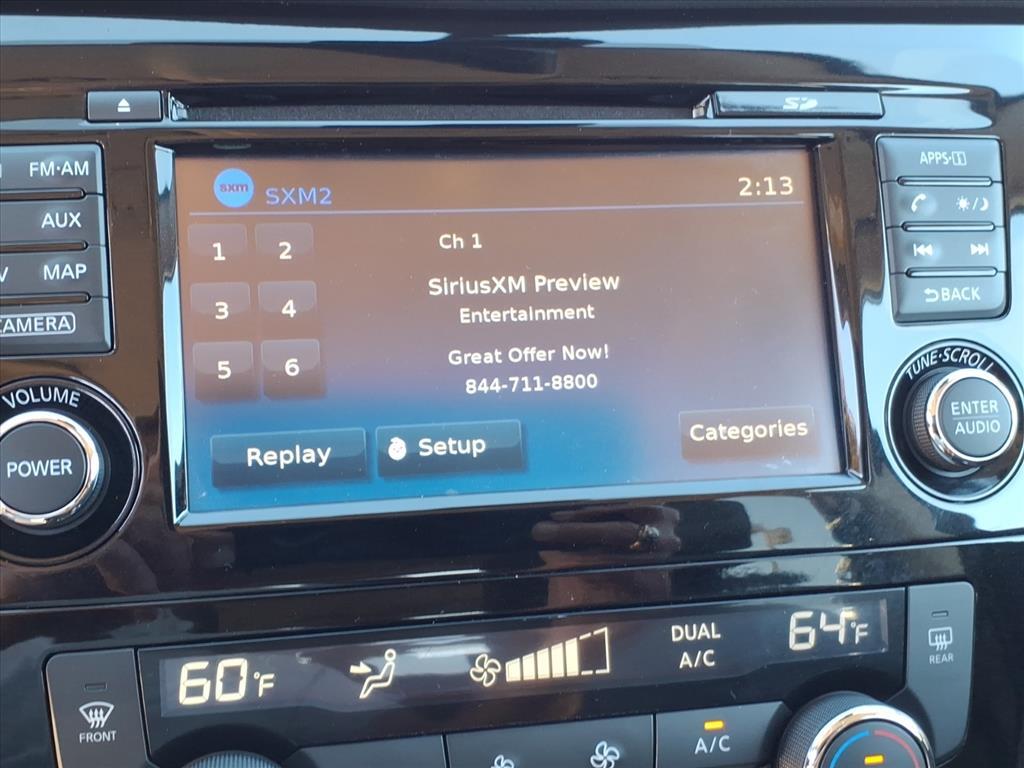 SD
FM·AM
AUX
MAP
CAMERA
VOLUME
POWER
sxm SXM2 2:13
1 2
3 4
5 6
Ch 1
SiriusXM Preview
Entertainment
Great Offer Now!
844-711-8800
Replay
Setup
Categories
APPS·i
BACK
TUNE·SCROLL
ENTER
AUDIO
60°F
DUAL
A/C
64°F
FRONT
REAR
A/C